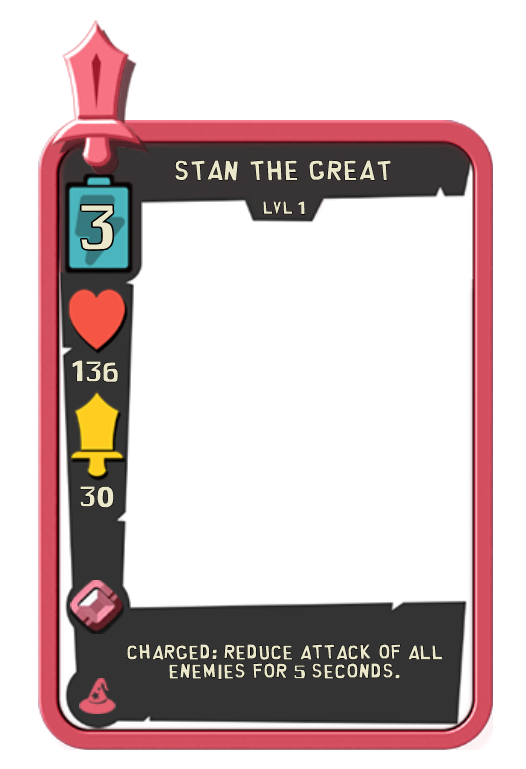 STAN THE GREAT
LVL 1
3
136
30
CHARGED: REDUCE ATTACK OF ALL
ENEMIES FOR 5 SECONDS.